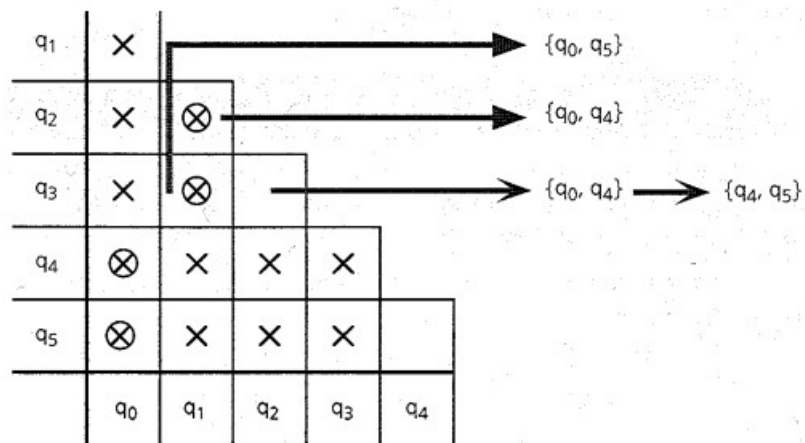 q₁ × {q₀, q₅}
q₂ × ⊗ {q₀, q₄}
q₃ × ⊗ {q₀, q₄} {q₄, q₅}
q₄ ⊗ × × ×
q₅ ⊗ × × ×
q₀ q₁ q₂ q₃ q₄